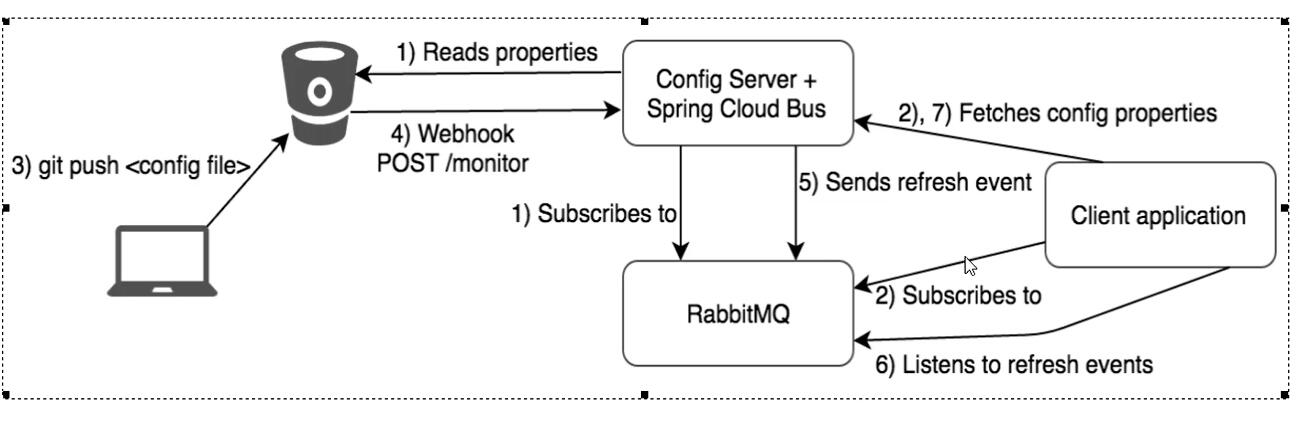 1) Reads properties
Config Server +
Spring Cloud Bus
2), 7) Fetches config properties
4) Webhook
POST /monitor
3) git push <config file>
5) Sends refresh event
Client application
1) Subscribes to
2) Subscribes to
RabbitMQ
6) Listens to refresh events